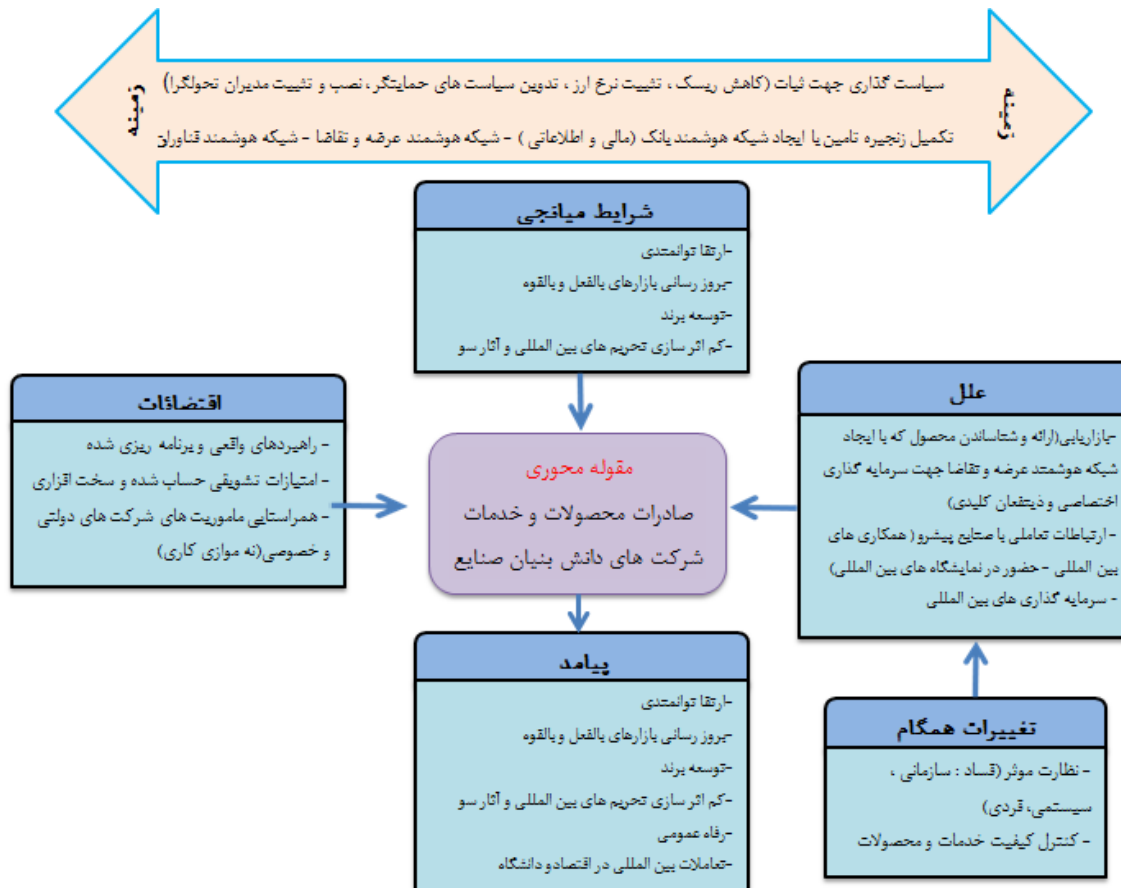 زمینه
سیاست گذاری جهت ثبات (کاهش ریسک ، تثبیت نرخ ارز ، تدوین سیاست های حمایتگر، نصب و تثبیت مدیران تحولگرا)
تکمیل زنجیره تامین با ایجاد شبکه هوشمند بانک (مالی و اطلاعاتی ) - شبکه هوشمند عرضه و تقاضا - شبکه هوشمند فناوران
زمینه
شرایط میانجی
-ارتقا توانمندی
-بروز رسانی بازارهای بالفعل و بالقوه
-توسعه برند
-کم اثر سازی تحریم های بین المللی و آثار سو
علل
-بازاریابی(ارائه و شناساندن محصول که با ایجاد
شبکه هوشمند عرضه و تقاضا جهت سرمایه گذاری
اختصاصی و ذینفعان کلیدی)
- ارتباطات تعاملی با صنایع پیشرو( همکاری های
بین المللی - حضور در نمایشگاه های بین المللی)
- سرمایه گذاری های بین المللی
مقوله محوری
صادرات محصولات و خدمات
شرکت های دانش بنیان صنایع
اقتضائات
- راهبردهای واقعی و برنامه ریزی شده
- امتیازات تشویقی حساب شده و سخت افزاری
- همراستایی ماموریت های شرکت های دولتی
و خصوصی(نه موازی کاری)
پیامد
-ارتقا توانمندی
-بروز رسانی بازارهای بالفعل و بالقوه
-توسعه برند
-کم اثر سازی تحریم های بین المللی و آثار سو
-رفاه عمومی
-تعاملات بین المللی در اقتصادو دانشگاه
تغییرات همگام
- نظارت موثر (فساد : سازمانی ،
سیستمی، فردی)
- کنترل کیفیت خدمات و محصولات